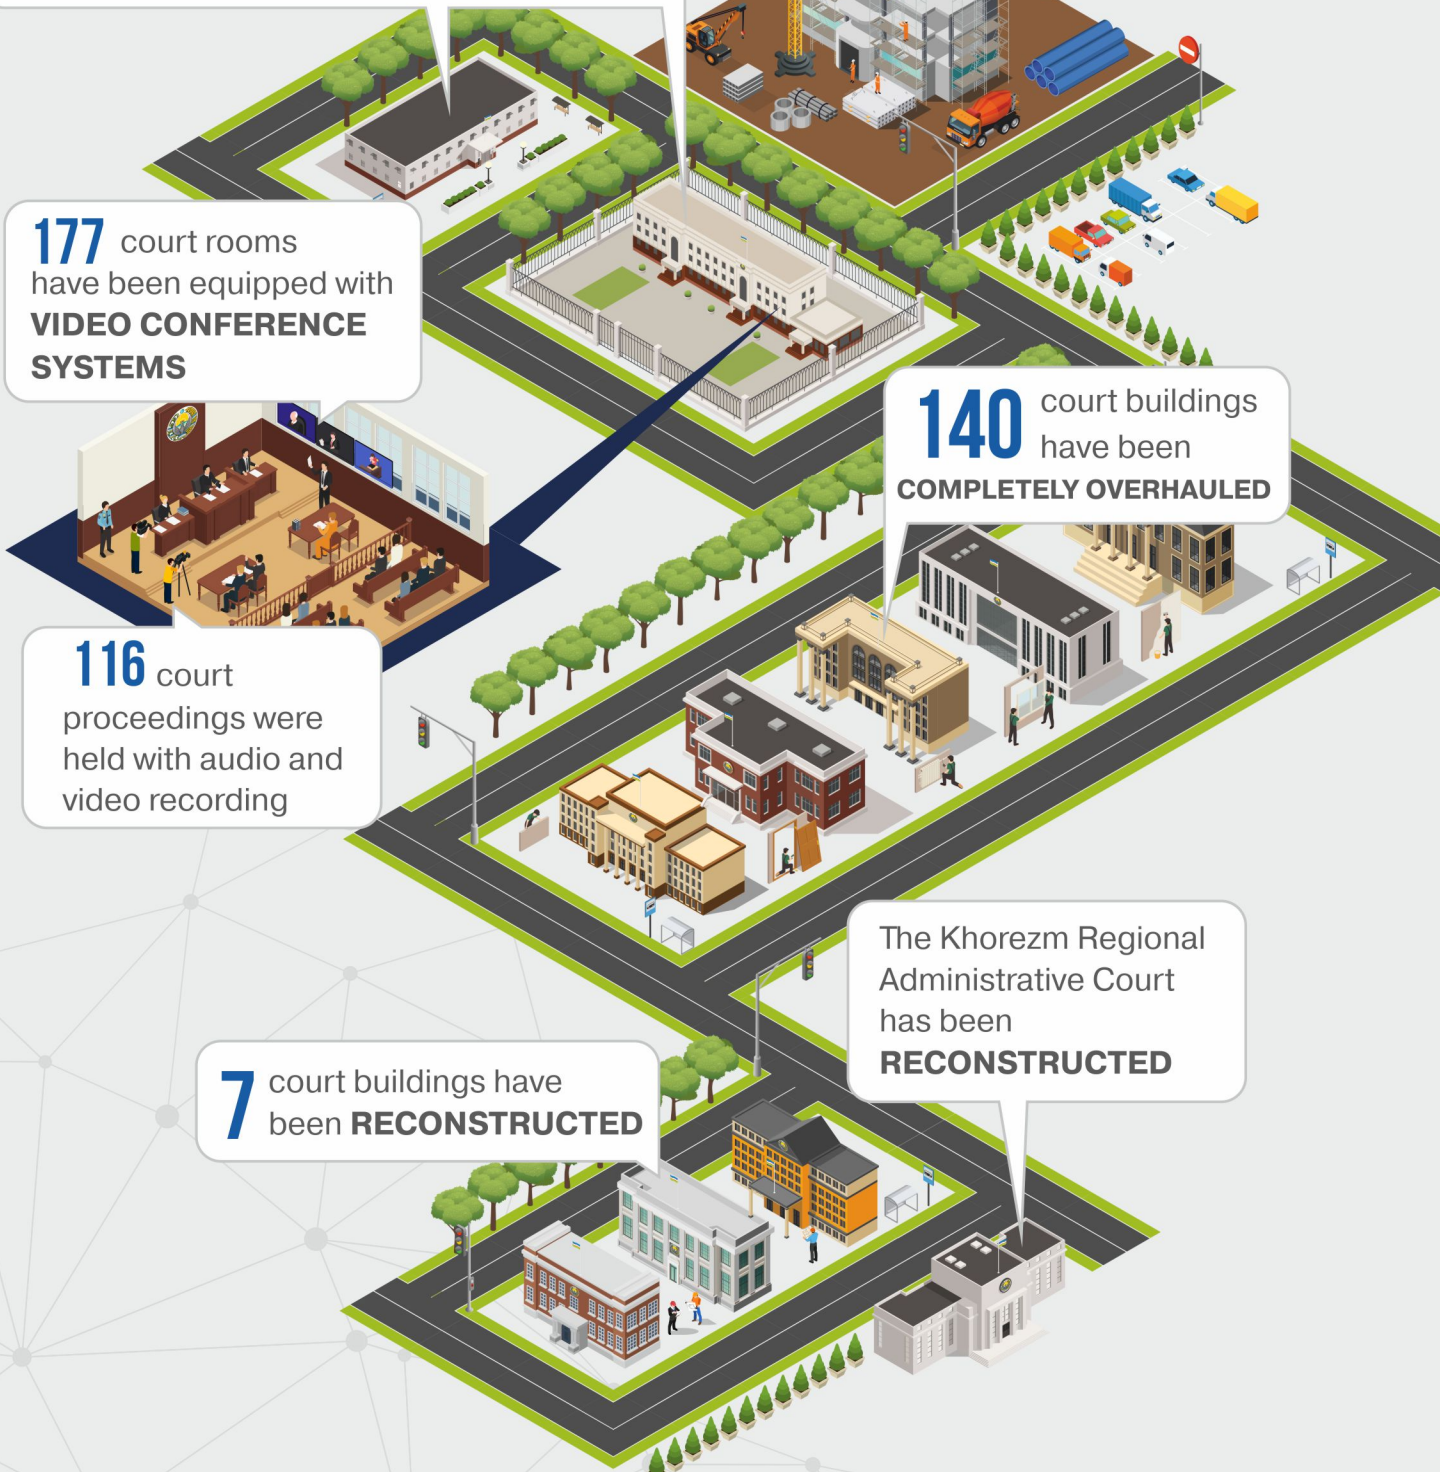 177 court rooms
have been equipped with
VIDEO CONFERENCE
SYSTEMS
140 court buildings
have been
COMPLETELY OVERHAULED
116 court
proceedings were
held with audio and
video recording
The Khorezm Regional
Administrative Court
has been
RECONSTRUCTED
7 court buildings have
been RECONSTRUCTED